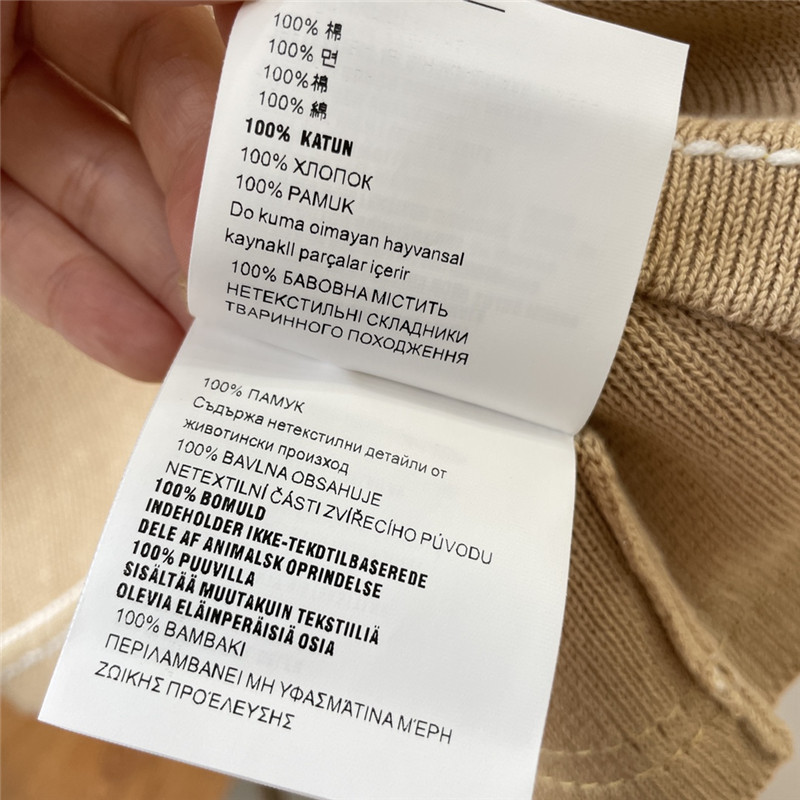 100% 棉
100% 면
100% 棉
100% 綿
100% KATUN
100% ХЛОПОК
100% PAMUK
Do kuma oimayan hayvansal
kaynakII parçalar içerir
100% БАВОВНА МІСТИТЬ
НЕТЕКСТИЛЬНІ СКЛАДНИКИ
ТВАРИННОГО ПОХОДЖЕННЯ
100% ПАМУК
Съдържа нетекстилни детайли от
животински произход
100% BAVLNA OBSAHUJE
NETEXTILNÍ ČÁSTI ZVÍŘECÍHO PÚVODU
100% BOMULD
INDEHOLDER IKKE-TEKDTILBASEREDE
DELE AF ANIMALSK OPRINDELSE
100% PUUVILLA
SISÄLTÄÄ MUUTAKUIN TEKSTIILIÄ
OLEVIA ELÄINPERÄISIÄ OSIA
100% ΒΑΜΒΑΚΙ
ΠΕΡΙΛΑΜΒΑΝΕΙ ΜΗ ΥΦΑΣΜΆΤΙΝΑ ΜΈΡΗ
ΖΩΙΚΗΣ ΠΡΟΈΛΕΥΣΗΣ